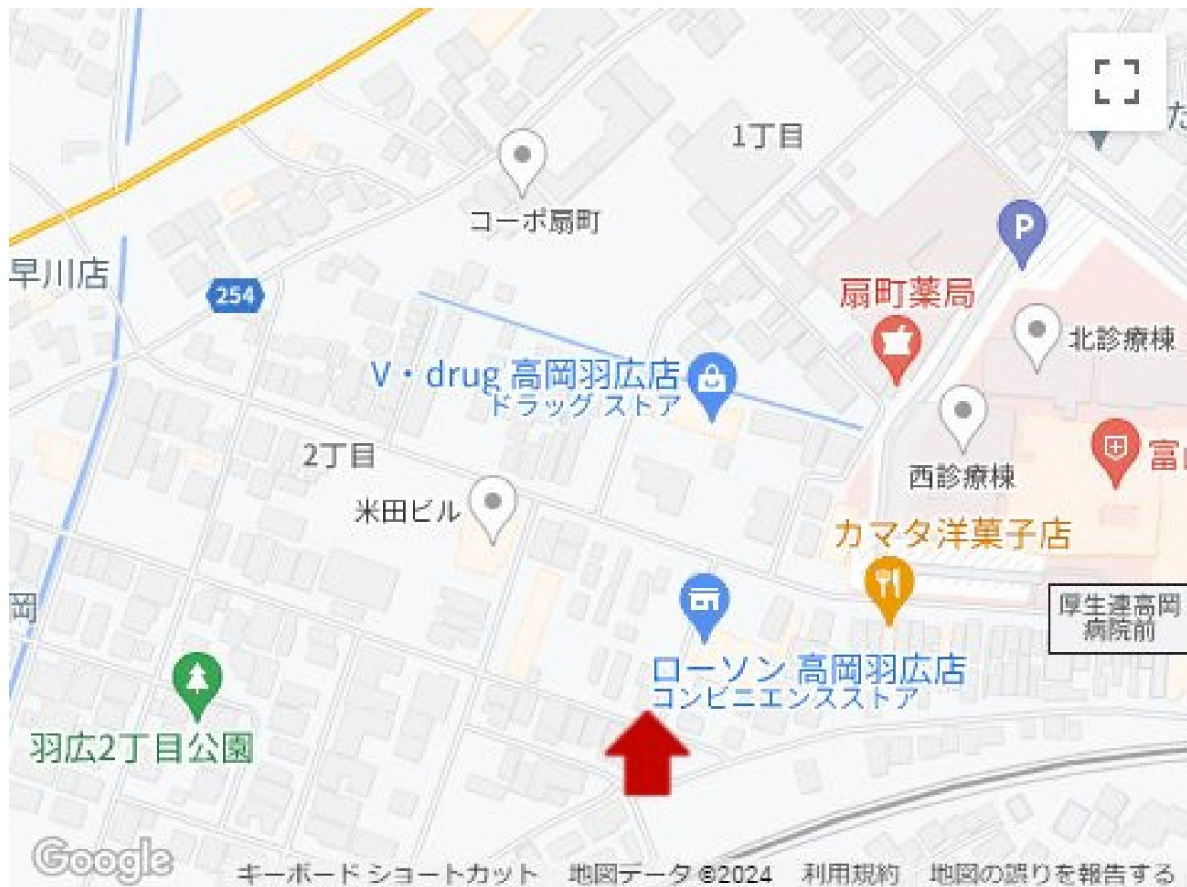 た
1丁目
コーポ扇町
P
早川店
254
扇町薬局
北診療棟
V・drug 高岡羽広店
ドラッグ ストア
2丁目
西診療棟
富山
米田ビル
カマタ洋菓子店
岡
厚生連高岡
病院前
ローソン 高岡羽広店
コンビニエンスストア
羽広2丁目公園
Google
キーボード ショートカット
地図データ ©2024
利用規約
地図の誤りを報告する